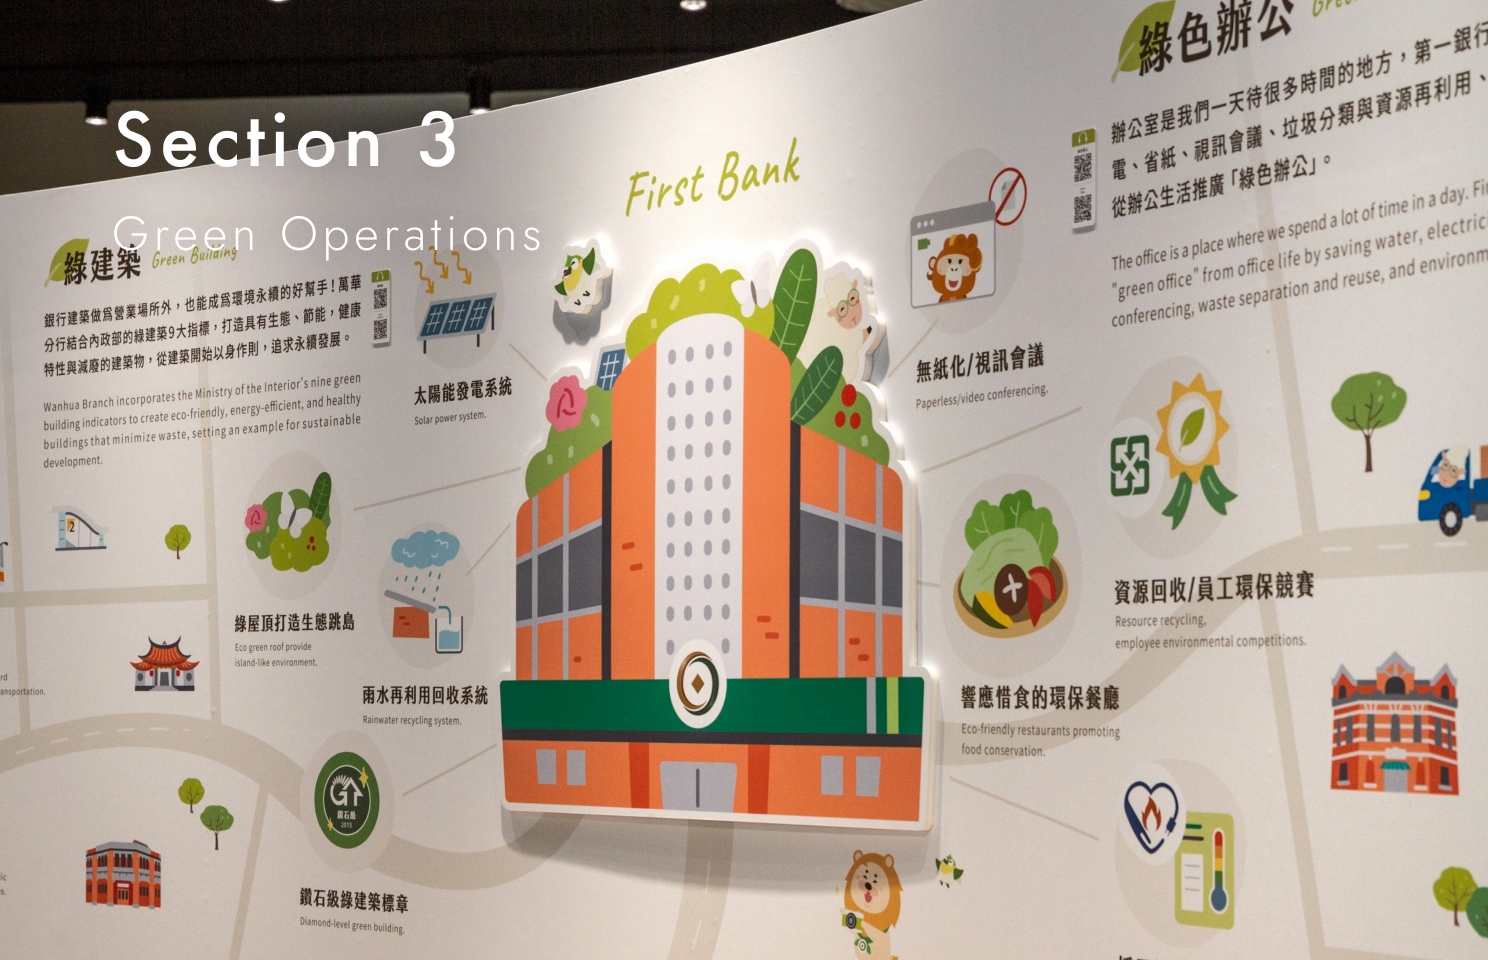 Section 3
Green Operations
First Bank
綠建築 Green Building
銀行建築做為營業場所外，也能成為環境永續的好幫手！萬華
分行結合內政部的綠建築9大指標，打造具有生態、節能，健康
特性與減廢的建築物，從建築開始以身作則，追求永續發展。
Wanhua Branch incorporates the Ministry of the Interior's nine green
building indicators to create eco-friendly, energy-efficient, and healthy
buildings that minimize waste, setting an example for sustainable
development.
太陽能發電系統
Solar power system.
綠屋頂打造生態跳島
Eco green roof provide
island-like environment.
雨水再利用回收系統
Rainwater recycling system.
鑽石級
2015
鑽石級綠建築標章
Diamond-level green building.
綠色辦公
辦公室是我們一天待很多時間的地方，第一銀行
電、省紙、視訊會議、垃圾分類與資源再利用、
從辦公生活推廣「綠色辦公」。
The office is a place where we spend a lot of time in a day.
"green office" from office life by saving water,
conferencing, waste separation and reuse, and
無紙化/視訊會議
Paperless/video conferencing.
資源回收/員工環保競賽
Resource recycling,
employee environmental competitions.
響應惜食的環保餐廳
Eco-friendly restaurants promoting
food conservation.